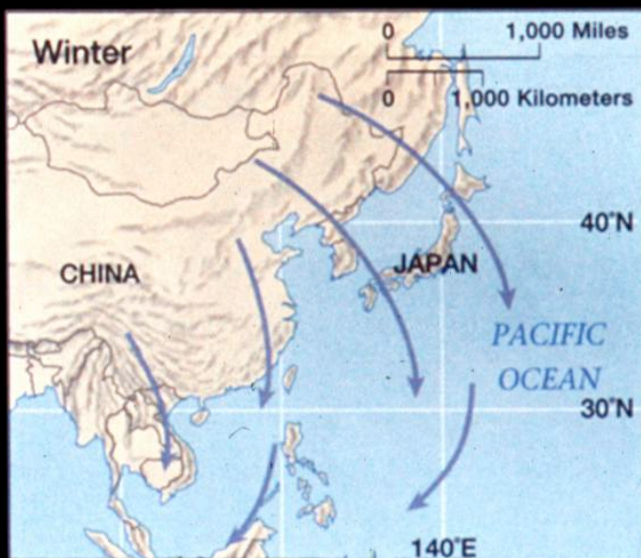 Winter
0 1,000 Miles
0 1,000 Kilometers
40°N
CHINA
JAPAN
PACIFIC
OCEAN
30°N
140°E